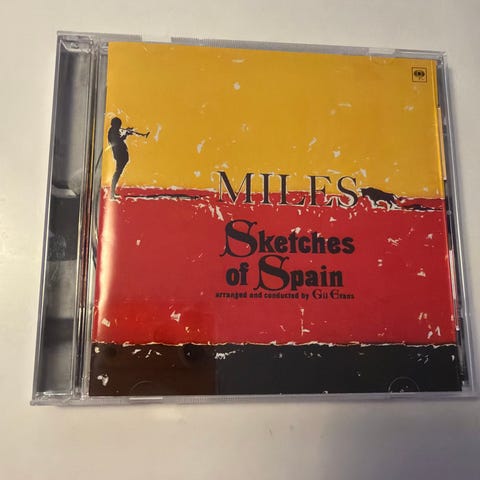 MILES
Sketches
of Spain
arranged and conducted by Gil Evans